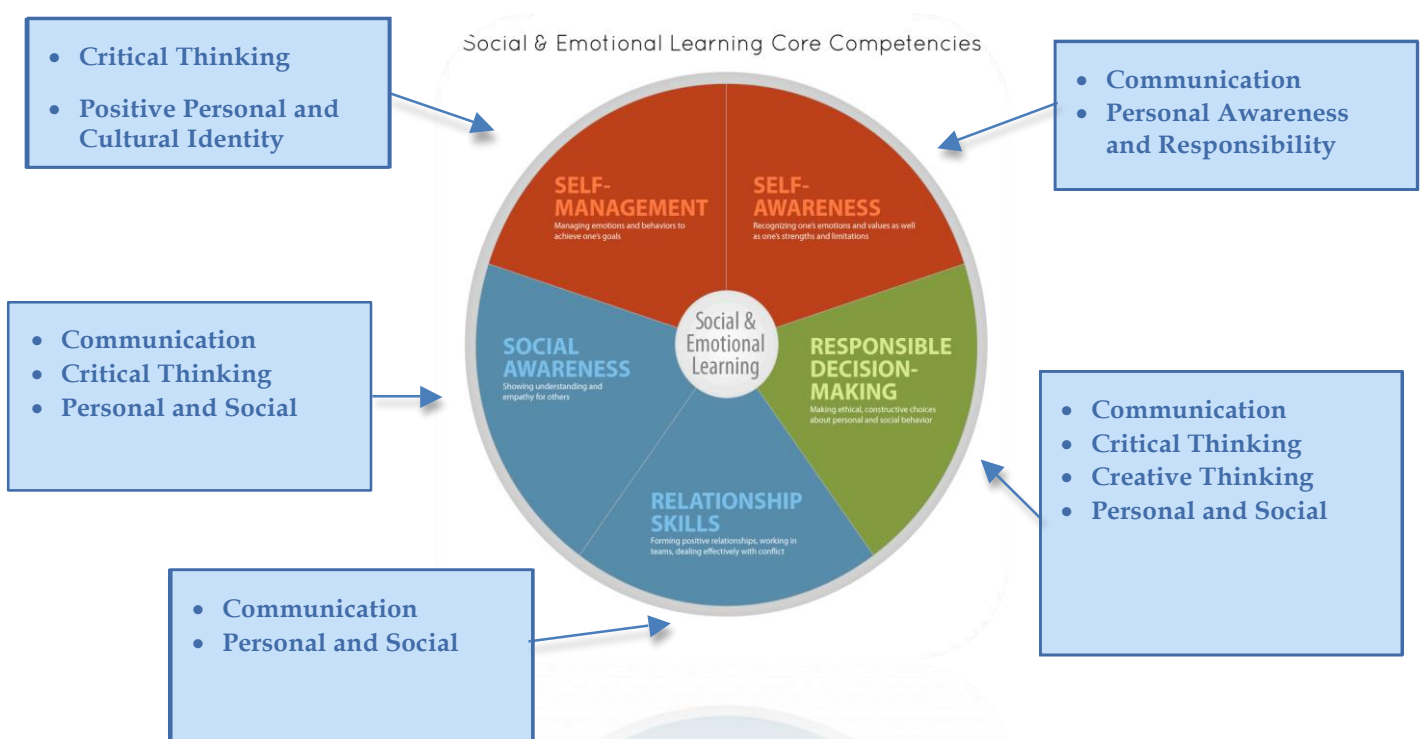 Social & Emotional Learning Core Competencies
• Critical Thinking
• Positive Personal and
Cultural Identity
• Communication
• Personal Awareness
and Responsibility
SELF-
MANAGEMENT
Managing emotions and behaviors to
achieve one's goals
SELF-
AWARENESS
Recognizing one's emotions and values as well
as one's strengths and limitations
• Communication
• Critical Thinking
• Personal and Social
SOCIAL
AWARENESS
Showing understanding and
empathy for others
Social &
Emotional
Learning
RESPONSIBLE
DECISION-
MAKING
Making ethical, constructive choices
about personal and social behavior
• Communication
• Critical Thinking
• Creative Thinking
• Personal and Social
RELATIONSHIP
SKILLS
Forming positive relationships, working in
teams, dealing effectively with conflict
• Communication
• Personal and Social